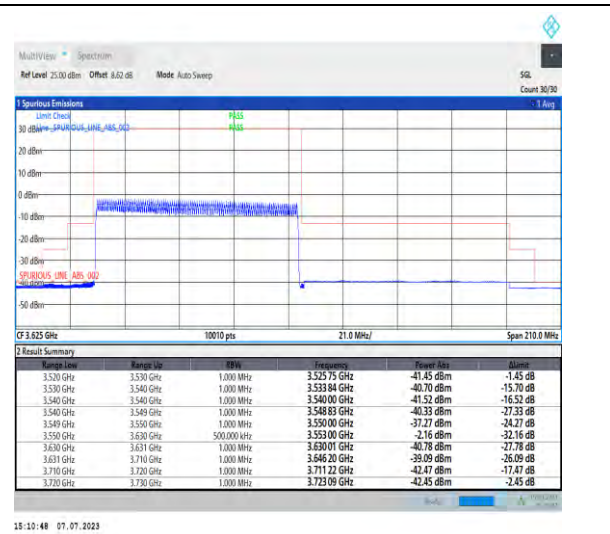 MultiView Spectrum
Ref Level 25.00 dBm Offset 8.62 dB Mode Auto Sweep SGL
Count 30/30
1 Spurious Emissions 1 Avg
Limit Check PASS
30 dBm Line _SPURIOUS_LINE_ABS_002 PASS
20 dBm
10 dBm
0 dBm
-10 dBm
-20 dBm
-30 dBm
SPURIOUS_LINE_ABS_002
-40 dBm
-50 dBm
CF 3.625 GHz 10010 pts 21.0 MHz/ Span 210.0 MHz
2 Result Summary
Range Low Range Up RBW Frequency Power Abs ΔLimit
3.520 GHz 3.530 GHz 1.000 MHz 3.525 75 GHz -41.45 dBm -1.45 dB
3.530 GHz 3.540 GHz 1.000 MHz 3.533 84 GHz -40.70 dBm -15.70 dB
3.540 GHz 3.540 GHz 1.000 MHz 3.540 00 GHz -41.52 dBm -16.52 dB
3.540 GHz 3.549 GHz 1.000 MHz 3.548 83 GHz -40.33 dBm -27.33 dB
3.549 GHz 3.550 GHz 1.000 MHz 3.550 00 GHz -37.27 dBm -24.27 dB
3.550 GHz 3.630 GHz 500.000 kHz 3.553 00 GHz -2.16 dBm -32.16 dB
3.630 GHz 3.631 GHz 1.000 MHz 3.630 01 GHz -40.78 dBm -27.78 dB
3.631 GHz 3.710 GHz 1.000 MHz 3.646 20 GHz -39.09 dBm -26.09 dB
3.710 GHz 3.720 GHz 1.000 MHz 3.711 22 GHz -42.47 dBm -17.47 dB
3.720 GHz 3.730 GHz 1.000 MHz 3.723 09 GHz -42.45 dBm -2.45 dB
15:10:48 07.07.2023